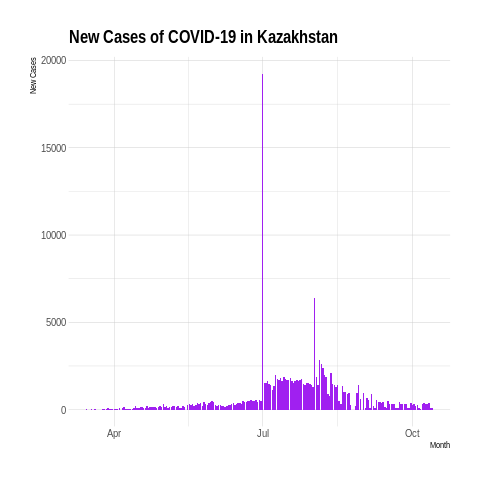 New Cases of COVID-19 in Kazakhstan
New Cases
20000
15000
10000
5000
0
Apr
Jul
Oct
Month